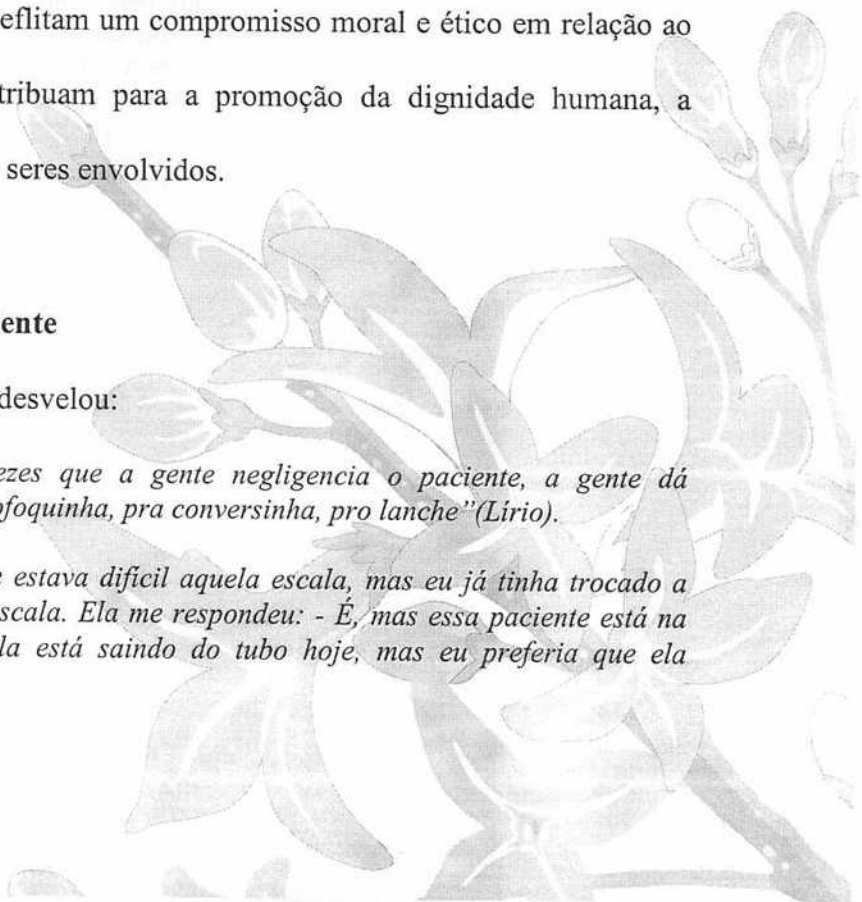 eflitam um compromisso moral e ético em relação ao
tribuam para a promoção da dignidade humana, a
seres envolvidos.
ente
desvelou:
ezes que a gente negligencia o paciente, a gente dá
ofoquinha, pra conversinha, pro lanche"(Lírio).
e estava difícil aquela escala, mas eu já tinha trocado a
scala. Ela me respondeu: - É, mas essa paciente está na
la está saindo do tubo hoje, mas eu preferia que ela